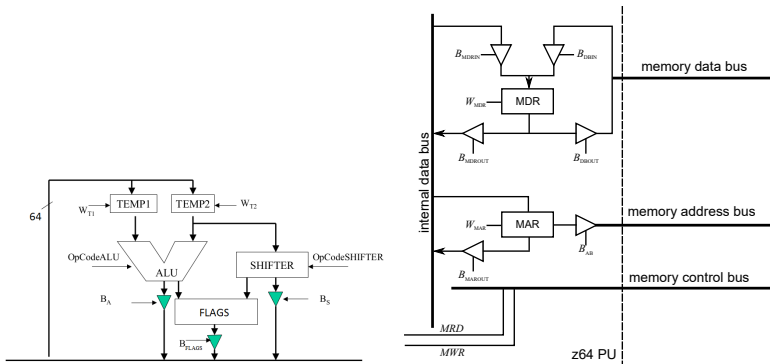 64
TEMP1
TEMP2
W_T1
W_T2
OpCodeALU
ALU
SHIFTER
OpCodeSHIFTER
B_A
FLAGS
B_S
B_FLAGS
internal data bus
B_MDRIN
B_DBIN
memory data bus
W_MDR
MDR
B_MDROUT
B_DBOUT
W_MAR
MAR
memory address bus
B_AB
B_MAROUT
memory control bus
MRD
MWR
z64 PU